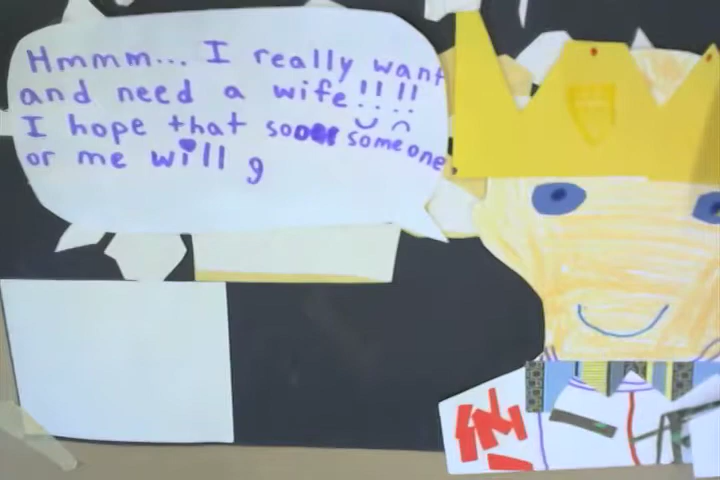 Hmmm... I really want
and need a wife!!!!
I hope that someone
or me will g